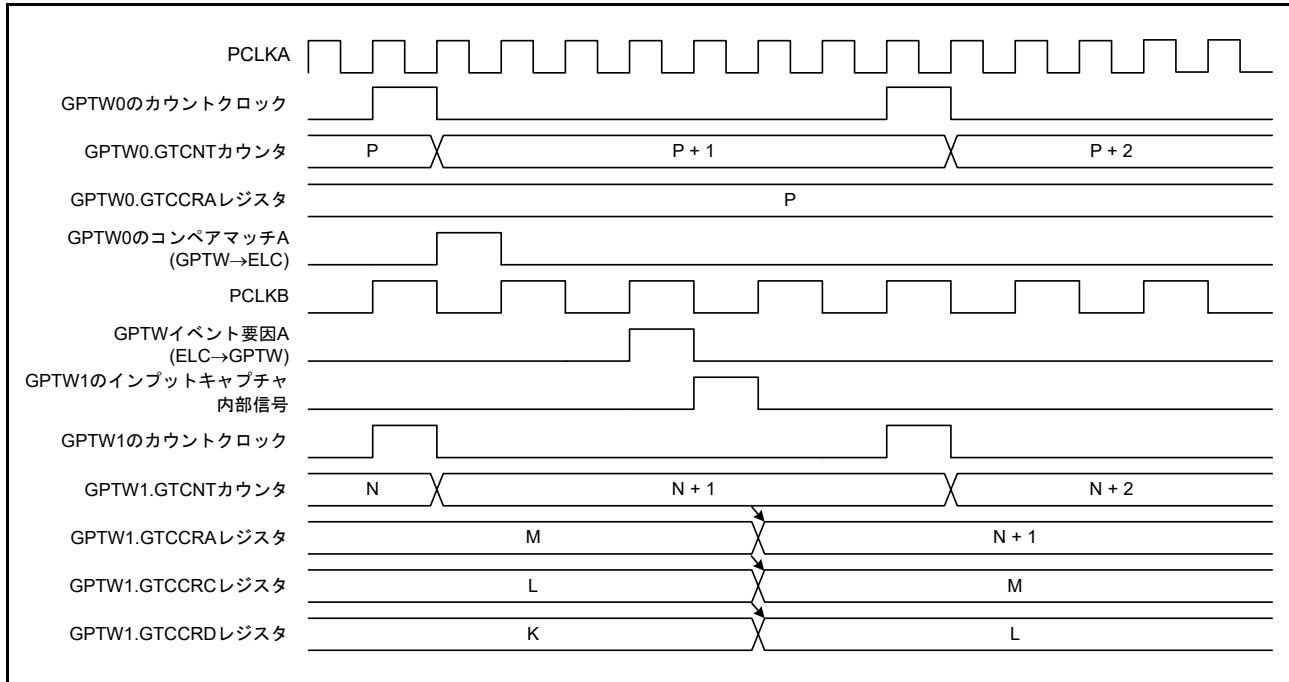 PCLKA
GPTW0のカウントクロック
GPTW0.GTCNTカウンタ
P
P + 1
P + 2
GPTW0.GTCCRAレジスタ
P
GPTW0のコンペアマッチA
(GPTW→ELC)
PCLKB
GPTWイベント要因A
(ELC→GPTW)
GPTW1のインプットキャプチャ
内部信号
GPTW1のカウントクロック
GPTW1.GTCNTカウンタ
N
N + 1
N + 2
GPTW1.GTCCRAレジスタ
M
N + 1
GPTW1.GTCCRCレジスタ
L
M
GPTW1.GTCCRDレジスタ
K
L